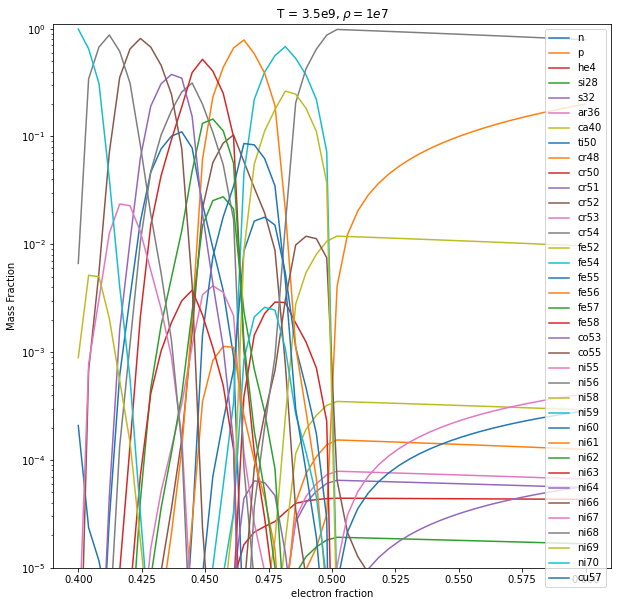 T = 3.5e9, ρ = 1e7
Mass Fraction
10⁰
10⁻¹
10⁻²
10⁻³
10⁻⁴
10⁻⁵
n
p
he4
si28
s32
ar36
ca40
ti50
cr48
cr50
cr51
cr52
cr53
cr54
fe52
fe54
fe55
fe56
fe57
fe58
co53
co55
ni55
ni56
ni58
ni59
ni60
ni61
ni62
ni63
ni64
ni66
ni67
ni68
ni69
ni70
cu57
0.400 0.425 0.450 0.475 0.500 0.525 0.550 0.575
electron fraction